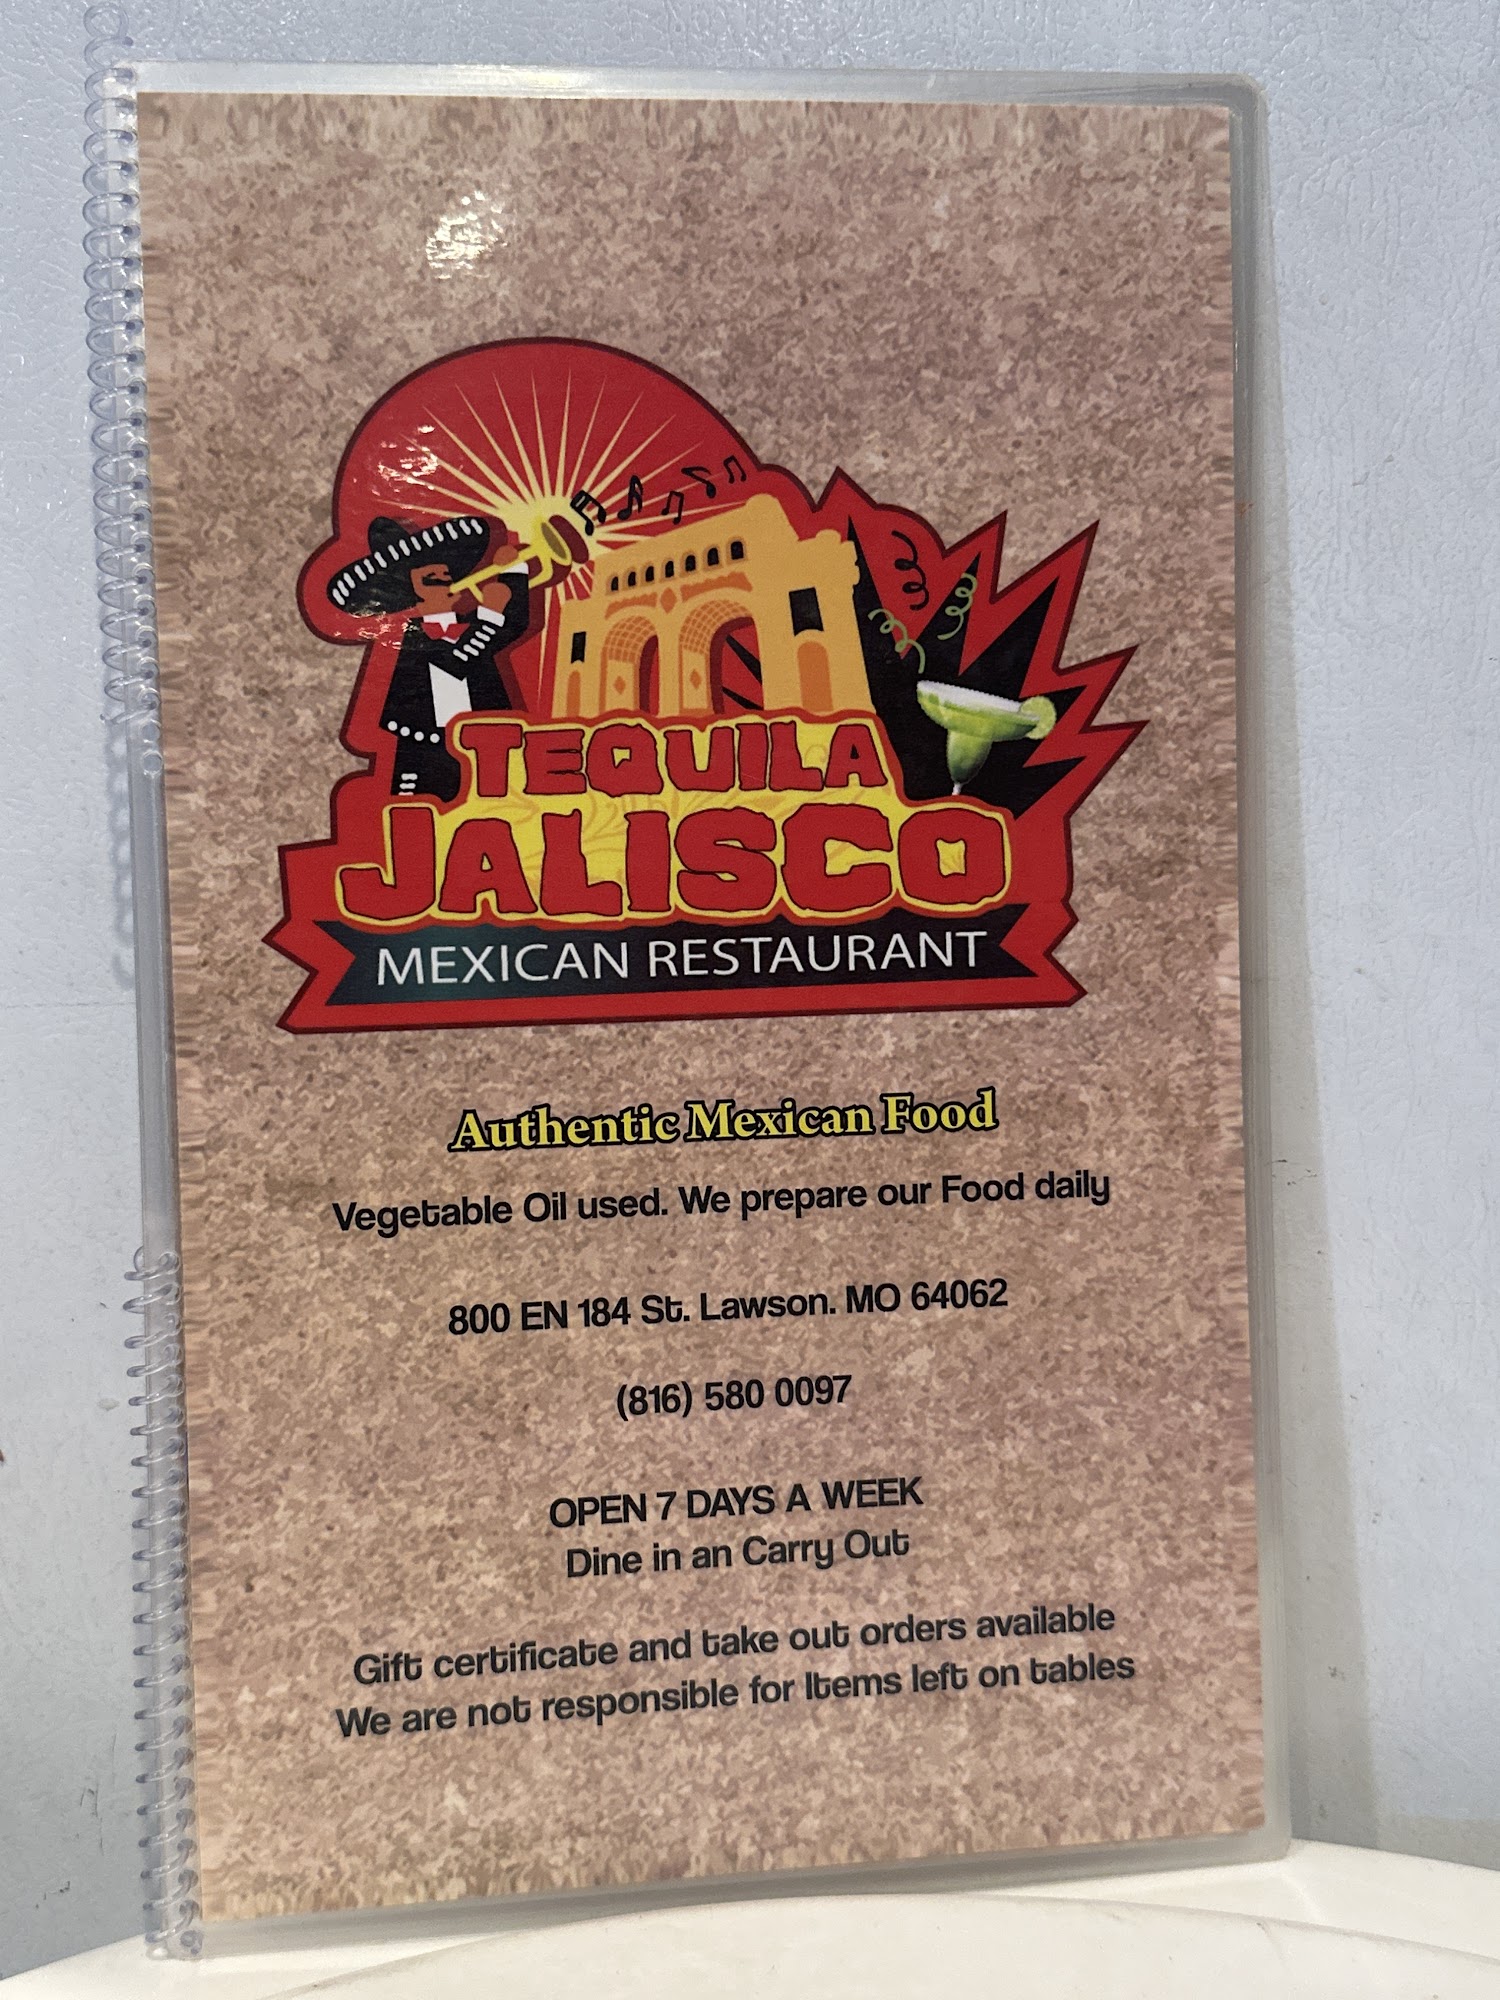 TEQUILA
JALISCO
MEXICAN RESTAURANT
Authentic Mexican Food
Vegetable Oil used. We prepare our Food daily
800 EN 184 St. Lawson. MO 64062
(816) 580 0097
OPEN 7 DAYS A WEEK
Dine in an Carry Out
Gift certificate and take out orders available
We are not responsible for Items left on tables